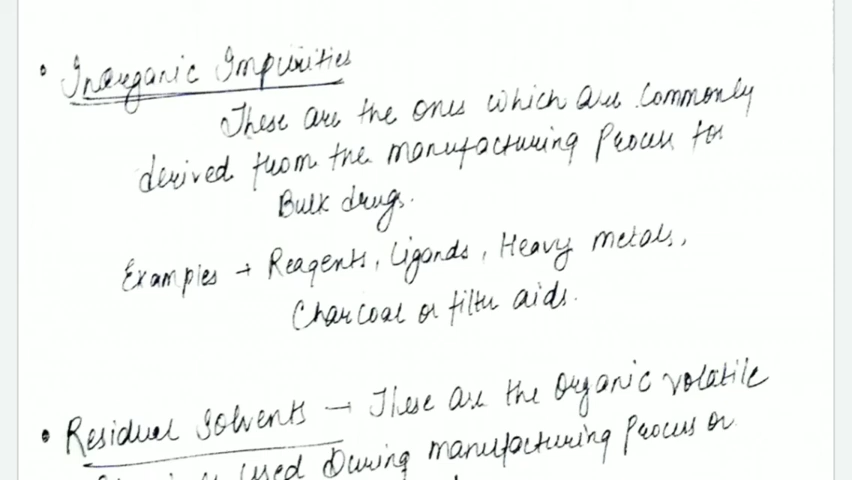 • Inorganic Impurities
These are the ones which are commonly
derived from the manufacturing Process for
Bulk drugs.
Examples → Reagents, Ligands, Heavy metals,
Charcoal or filter aids.
• Residual Solvents → These are the organic volatile
used During manufacturing Process or